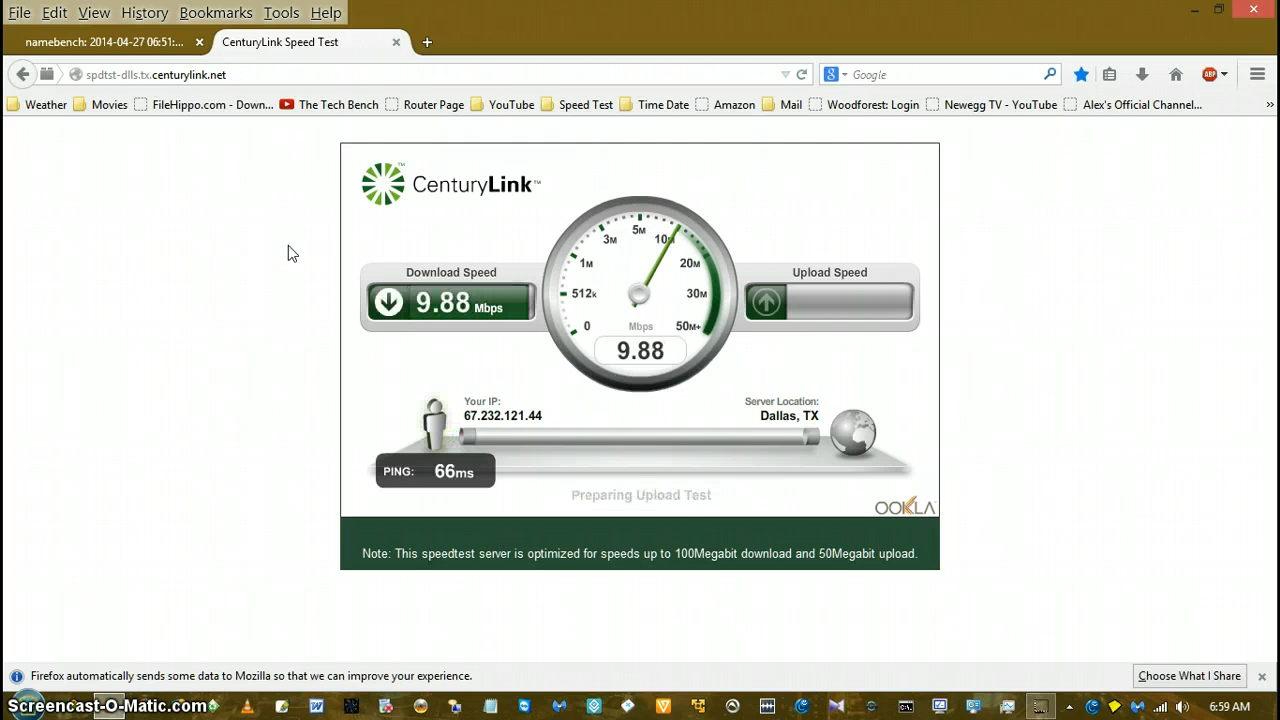 File Edit View History Tools Help
namebench: 2014-04-27 06:51:...
CenturyLink Speed Test
spdtst-dlls.tx.centurylink.net
Google
ABP
Weather Movies FileHippo.com - Down... The Tech Bench Router Page YouTube Speed Test Time Date Amazon Mail Woodforest: Login Newegg TV - YouTube Alex's Official Channel...
CenturyLink™
Download Speed
9.88 Mbps
0
512k
1M
3M
5M
10M
20M
30M
50M+
Mbps
9.88
Upload Speed
Your IP:
67.232.121.44
Server Location:
Dallas, TX
PING: 66ms
Preparing Upload Test
OOKLA
Note: This speedtest server is optimized for speeds up to 100Megabit download and 50Megabit upload.
Firefox automatically sends some data to Mozilla so that we can improve your experience.
Choose What I Share
Screencast-O-Matic.com
6:59 AM